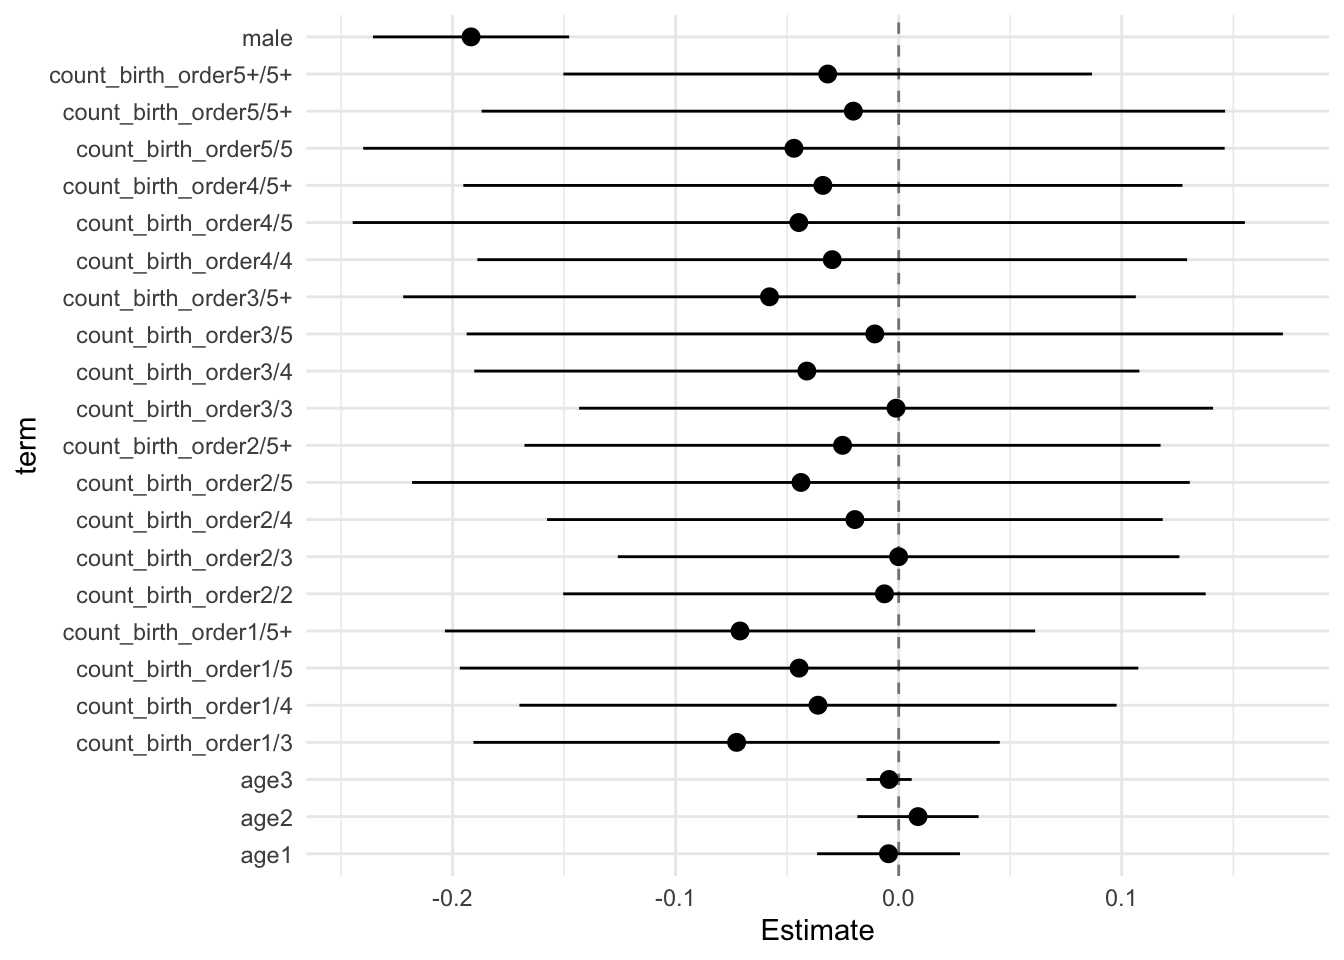 male
count_birth_order5+/5+
count_birth_order5/5+
count_birth_order5/5
count_birth_order4/5+
count_birth_order4/5
count_birth_order4/4
count_birth_order3/5+
count_birth_order3/5
count_birth_order3/4
count_birth_order3/3
count_birth_order2/5+
count_birth_order2/5
count_birth_order2/4
count_birth_order2/3
count_birth_order2/2
count_birth_order1/5+
count_birth_order1/5
count_birth_order1/4
count_birth_order1/3
age3
age2
age1
term
-0.2 -0.1 0.0 0.1
Estimate